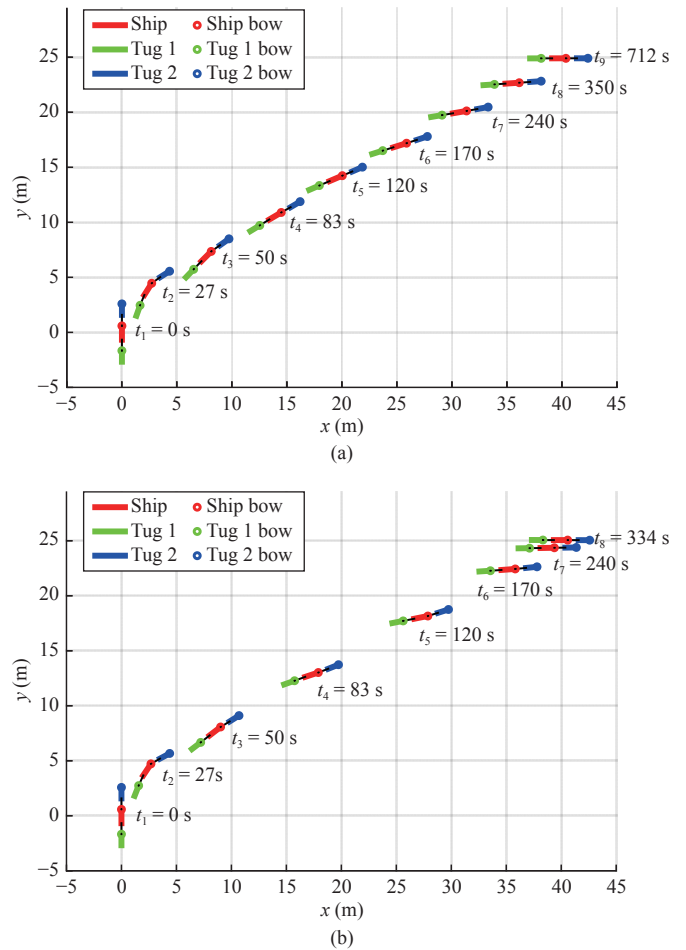 Ship Ship bow
Tug 1 Tug 1 bow
Tug 2 Tug 2 bow
25
20
15
10
5
0
−5
y (m)
t9 = 712 s
t8 = 350 s
t7 = 240 s
t6 = 170 s
t5 = 120 s
t4 = 83 s
t3 = 50 s
t2 = 27 s
t1 = 0 s
−5 0 5 10 15 20 25 30 35 40 45
x (m)
(a)
Ship Ship bow
Tug 1 Tug 1 bow
Tug 2 Tug 2 bow
25
20
15
10
5
0
−5
y (m)
t8 = 334 s
t7 = 240 s
t6 = 170 s
t5 = 120 s
t4 = 83 s
t3 = 50 s
t2 = 27s
t1 = 0 s
−5 0 5 10 15 20 25 30 35 40 45
x (m)
(b)